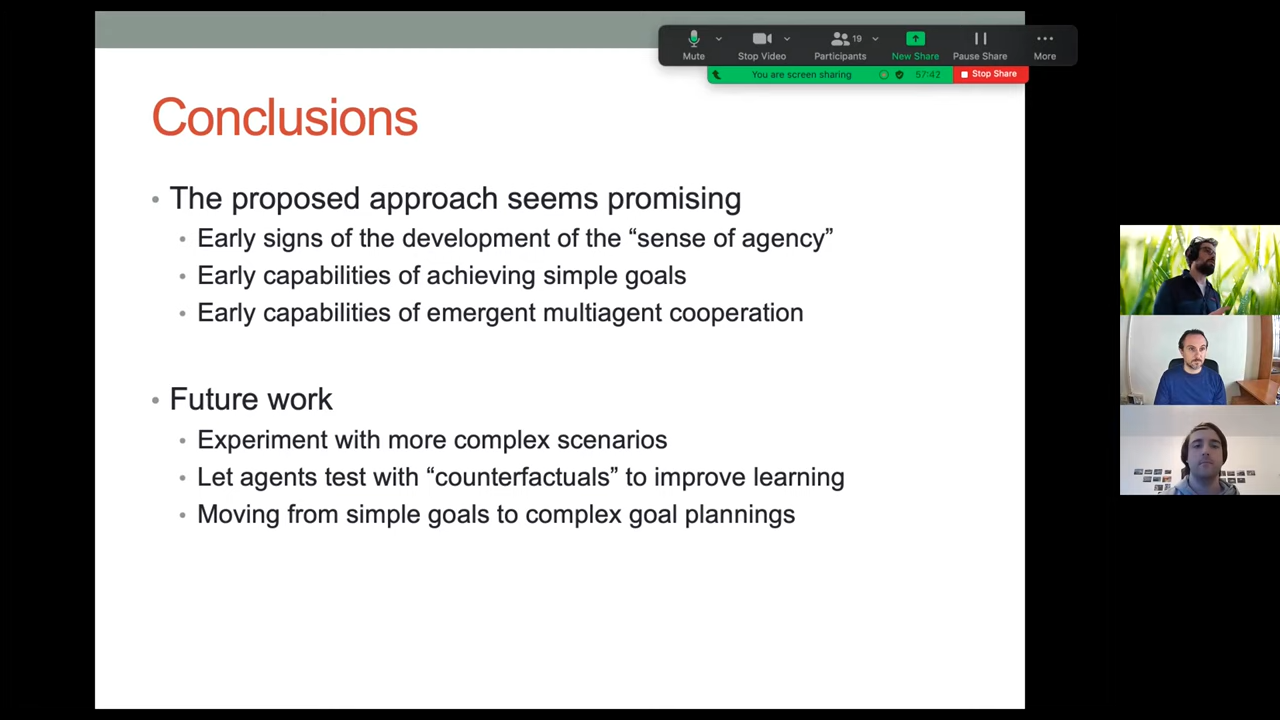 19
Mute
Stop Video
Participants
New Share
Pause Share
More
You are screen sharing
57:42
Stop Share
Conclusions
• The proposed approach seems promising
• Early signs of the development of the “sense of agency”
• Early capabilities of achieving simple goals
• Early capabilities of emergent multiagent cooperation
• Future work
• Experiment with more complex scenarios
• Let agents test with “counterfactuals” to improve learning
• Moving from simple goals to complex goal plannings